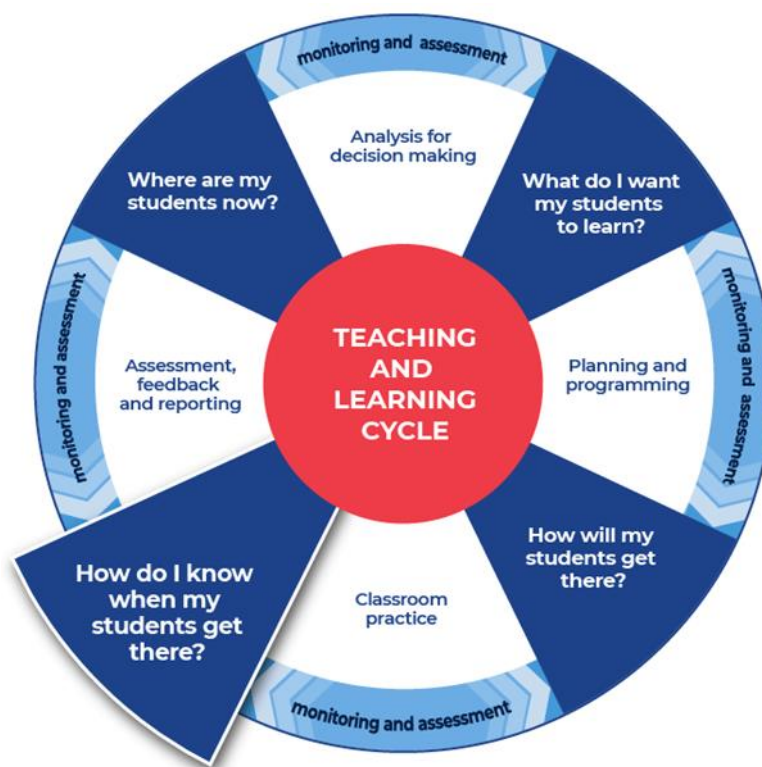 monitoring and assessment
Analysis for
decision making
Where are my
students now?
What do I want
my students
to learn?
monitoring and assessment
monitoring and assessment
Assessment,
feedback
and reporting
TEACHING
AND
LEARNING
CYCLE
Planning and
programming
How do I know
when my
students get
there?
Classroom
practice
How will my
students get
there?
monitoring and assessment